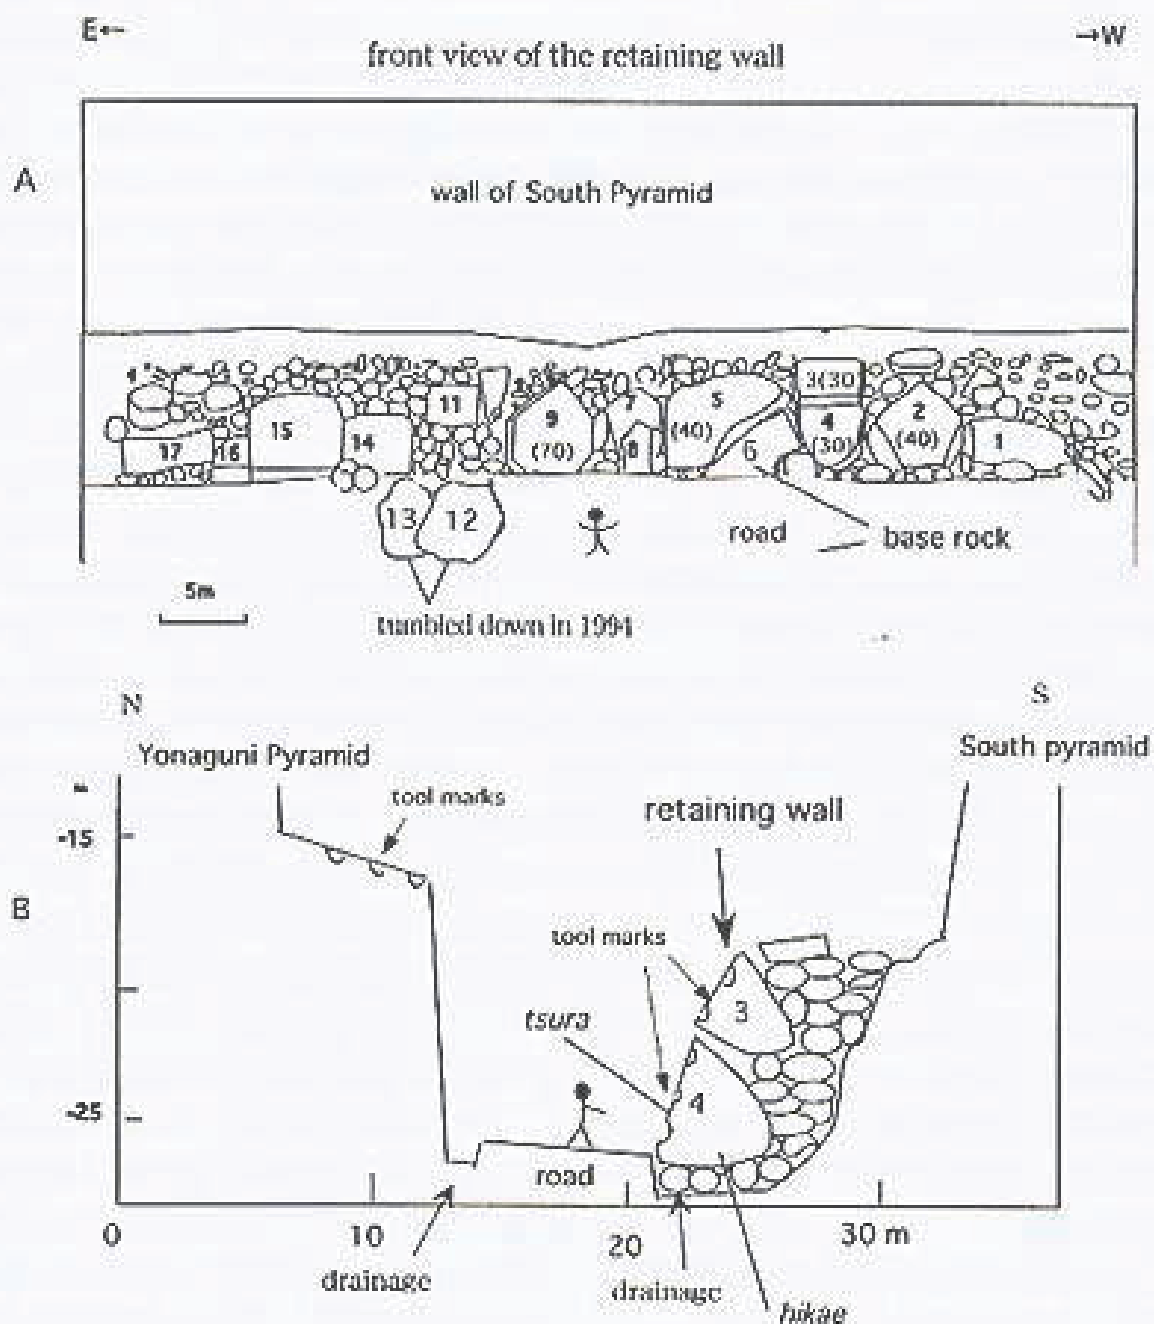 E← →W
front view of the retaining wall
A
wall of South Pyramid
17
16
15
14
11
9
(70)
7
8
5
(40)
6
3(30
4
(30)
2
(40)
1
13
12
road
base rock
5m
tumbled down in 1994
N S
Yonaguni Pyramid
South pyramid
tool marks
retaining wall
-15
B
tool marks
3
tsura
4
-25
road
0 10 20 30 m
drainage
drainage
hikae